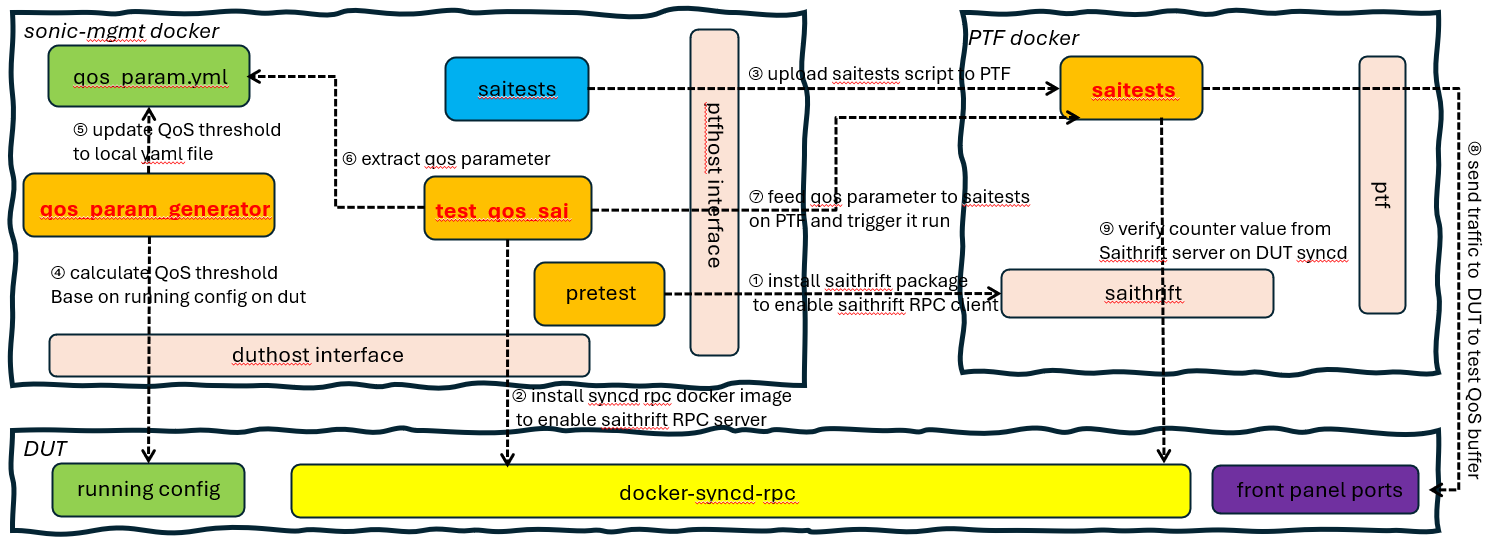 sonic-mgmt docker
qos_param.yml
saitests
ptfhost interface
⑤ update QoS threshold
to local yaml file
⑥ extract qos parameter
qos_param_generator
test_qos_sai
④ calculate QoS threshold
Base on running config on dut
pretest
duthost interface
③ upload saitests script to PTF
⑦ feed qos parameter to saitests
on PTF and trigger it run
① install saithrift package
to enable saithrift RPC client
② install syncd rpc docker image
to enable saithrift RPC server
PTF docker
saitests
ptf
⑨ verify counter value from
Saithrift server on DUT syncd
saithrift
⑧ send traffic to DUT to test QoS buffer
DUT
running config
docker-syncd-rpc
front panel ports